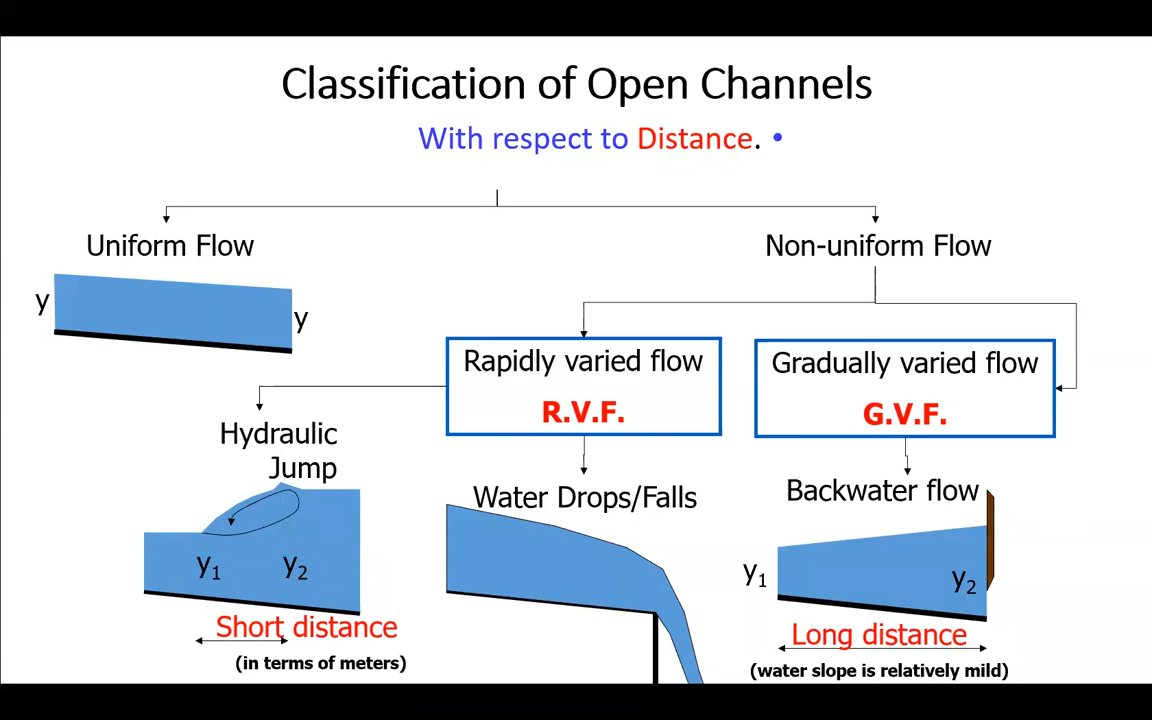 Classification of Open Channels
With respect to Distance. •
Uniform Flow
Non-uniform Flow
y
y
Rapidly varied flow
R.V.F.
Gradually varied flow
G.V.F.
Hydraulic
Jump
Water Drops/Falls
Backwater flow
y₁
y₂
y₁
y₂
Short distance
(in terms of meters)
Long distance
(water slope is relatively mild)